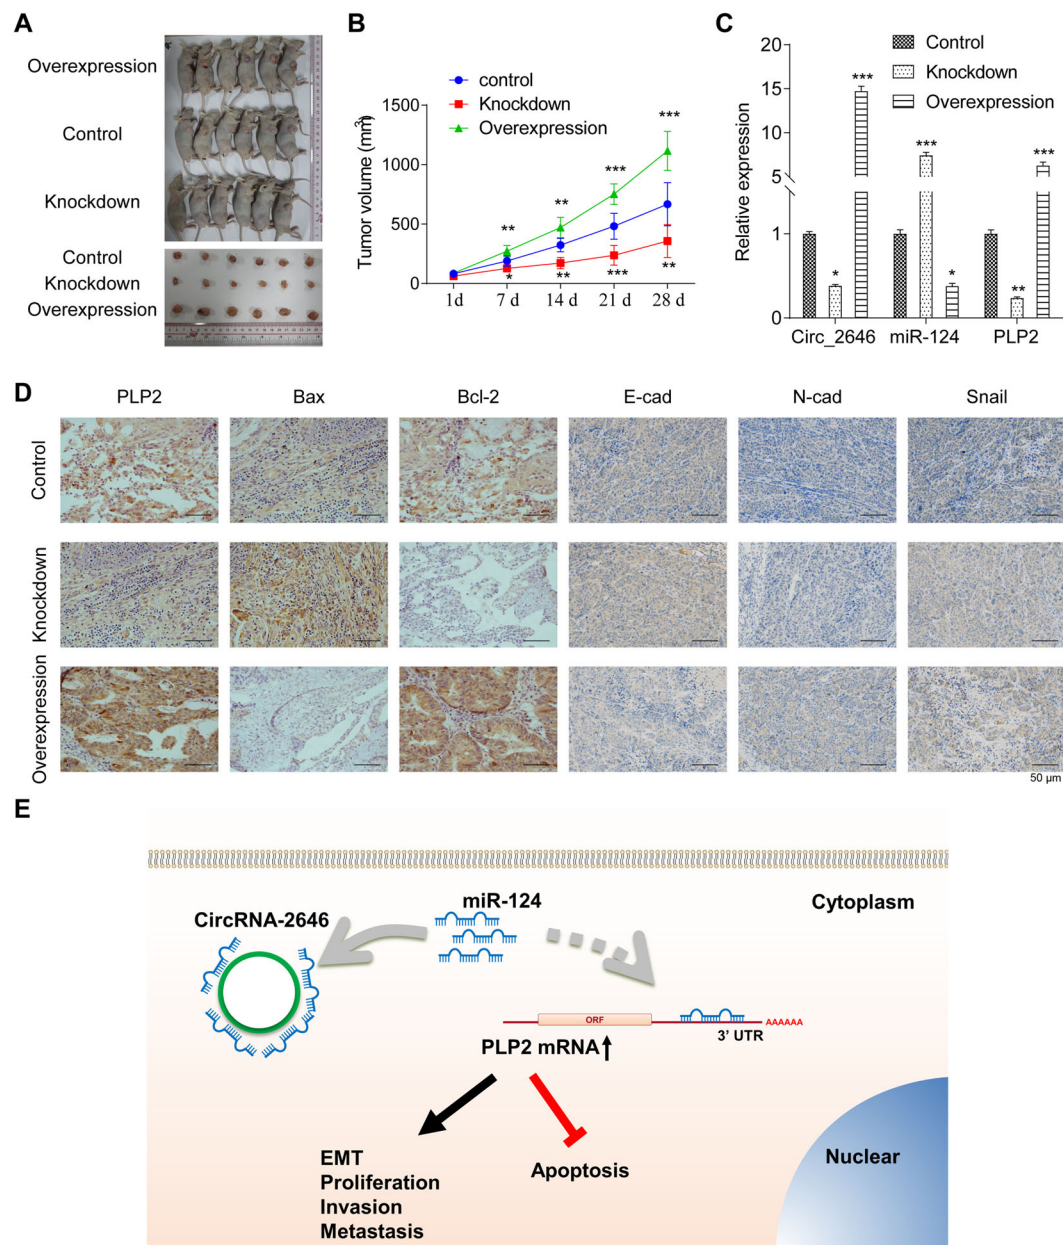 A
Overexpression
Control
Knockdown
Control
Knockdown
Overexpression
B
control
Knockdown
Overexpression
Tumor volume (mm3)
1500
1000
500
0
** ** *** ***
* ** *** **
1d 7 d 14 d 21 d 28 d
C
Control
Knockdown
Overexpression
Relative expression
20
15
10
5
1
0
* *** *** * ** ***
Circ_2646 miR-124 PLP2
D
PLP2 Bax Bcl-2 E-cad N-cad Snail
Control
Knockdown
Overexpression
50 µm
E
CircRNA-2646
miR-124
Cytoplasm
ORF
3' UTR
AAAAAA
PLP2 mRNA
EMT
Proliferation
Invasion
Metastasis
Apoptosis
Nuclear